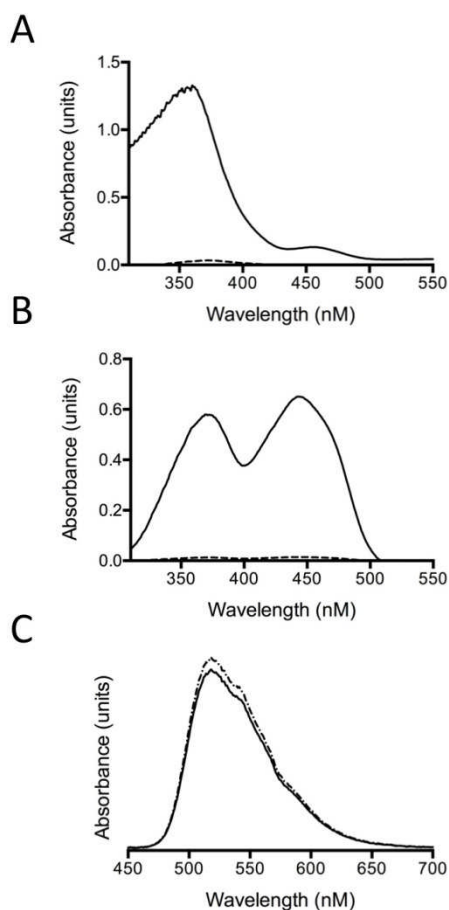 A
Absorbance (units)
1.5
1.0
0.5
0.0
350 400 450 500 550
Wavelength (nM)
B
Absorbance (units)
0.8
0.6
0.4
0.2
0.0
350 400 450 500 550
Wavelength (nM)
C
Absorbance (units)
450 500 550 600 650 700
Wavelength (nM)